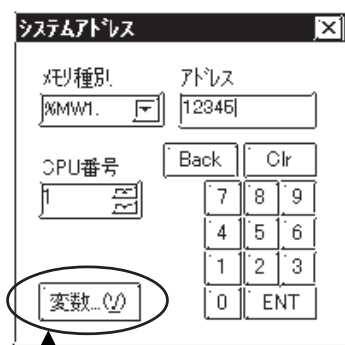 システムアドレス
メモリ種別 アドレス
%MW1. 12345
CPU番号 Back Clr
1 7 8 9
4 5 6
1 2 3
変数...(V) 0 ENT